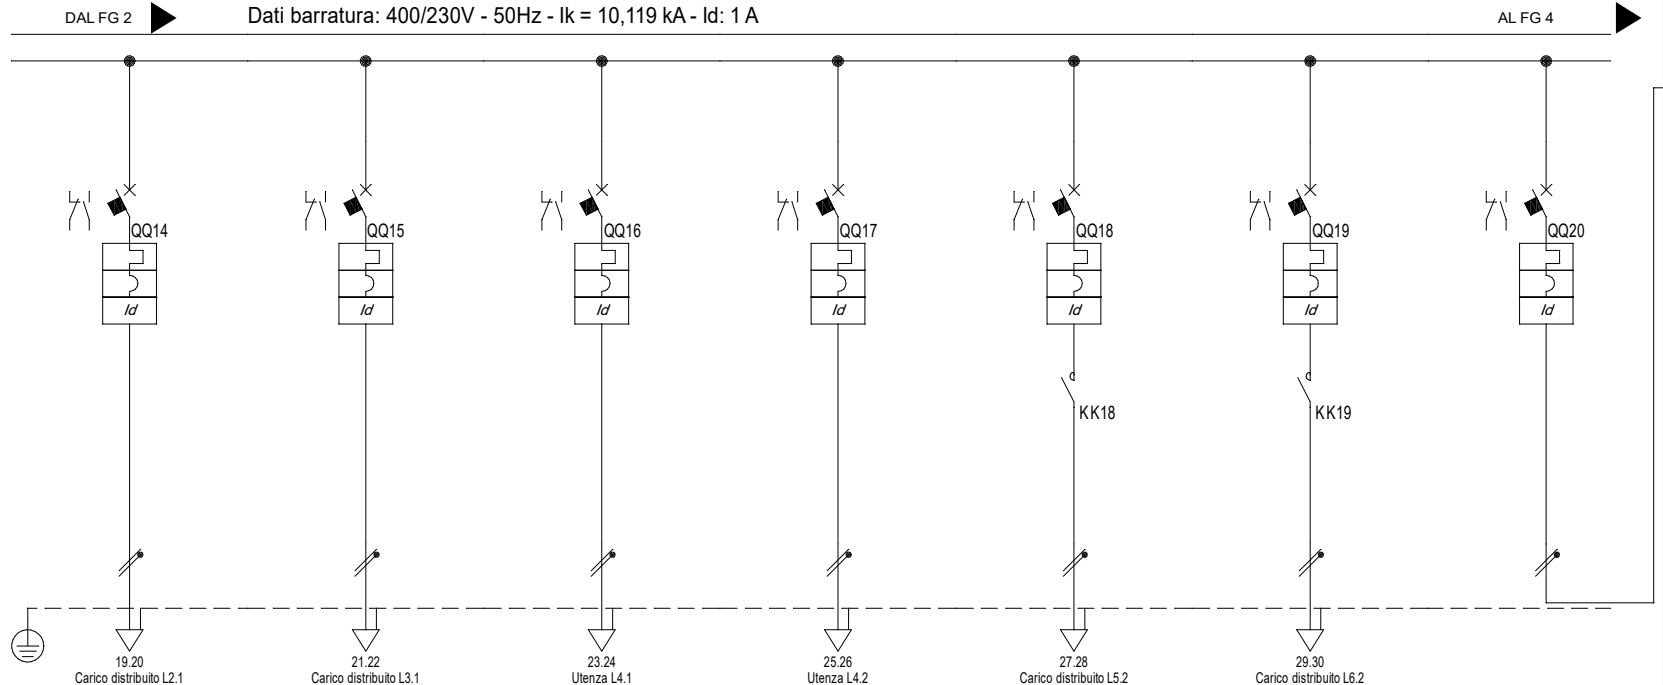 DAL FG 2
Dati barratura: 400/230V - 50Hz - Ik = 10,119 kA - Id: 1 A
AL FG 4
QQ14
QQ15
QQ16
QQ17
QQ18
QQ19
QQ20
Id
Id
Id
Id
Id
Id
Id
KK18
KK19
19.20
Carico distribuito L2.1
21.22
Carico distribuito L3.1
23.24
Utenza L4.1
25.26
Utenza L4.2
27.28
Carico distribuito L5.2
29.30
Carico distribuito L6.2